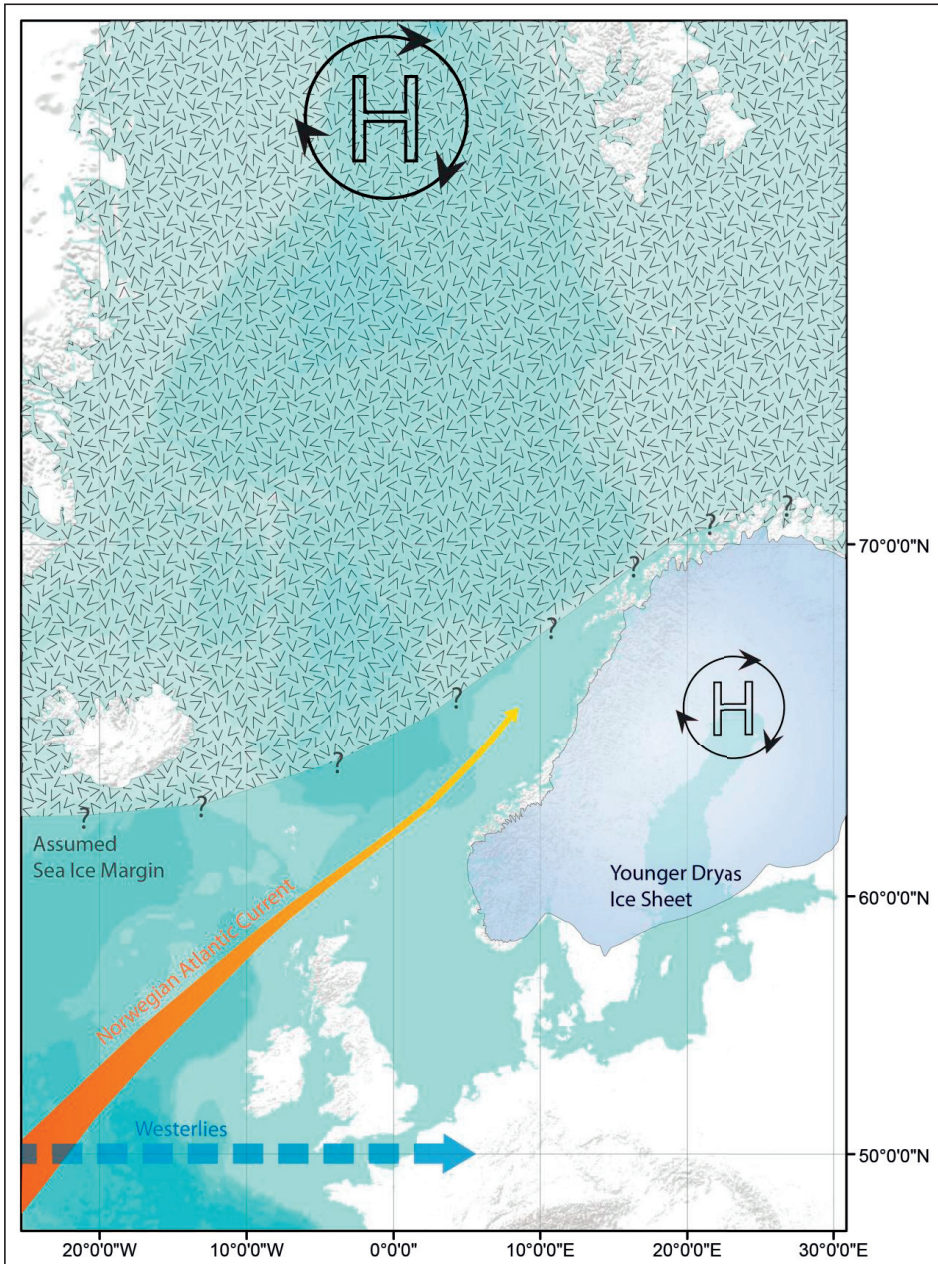 H
?
?
?
?
?
?
?
?
?
70°0'0"N
H
Assumed
Sea Ice Margin
Younger Dryas
Ice Sheet
60°0'0"N
Norwegian Atlantic Current
Westerlies
50°0'0"N
20°0'0"W
10°0'0"W
0°0'0"
10°0'0"E
20°0'0"E
30°0'0"E